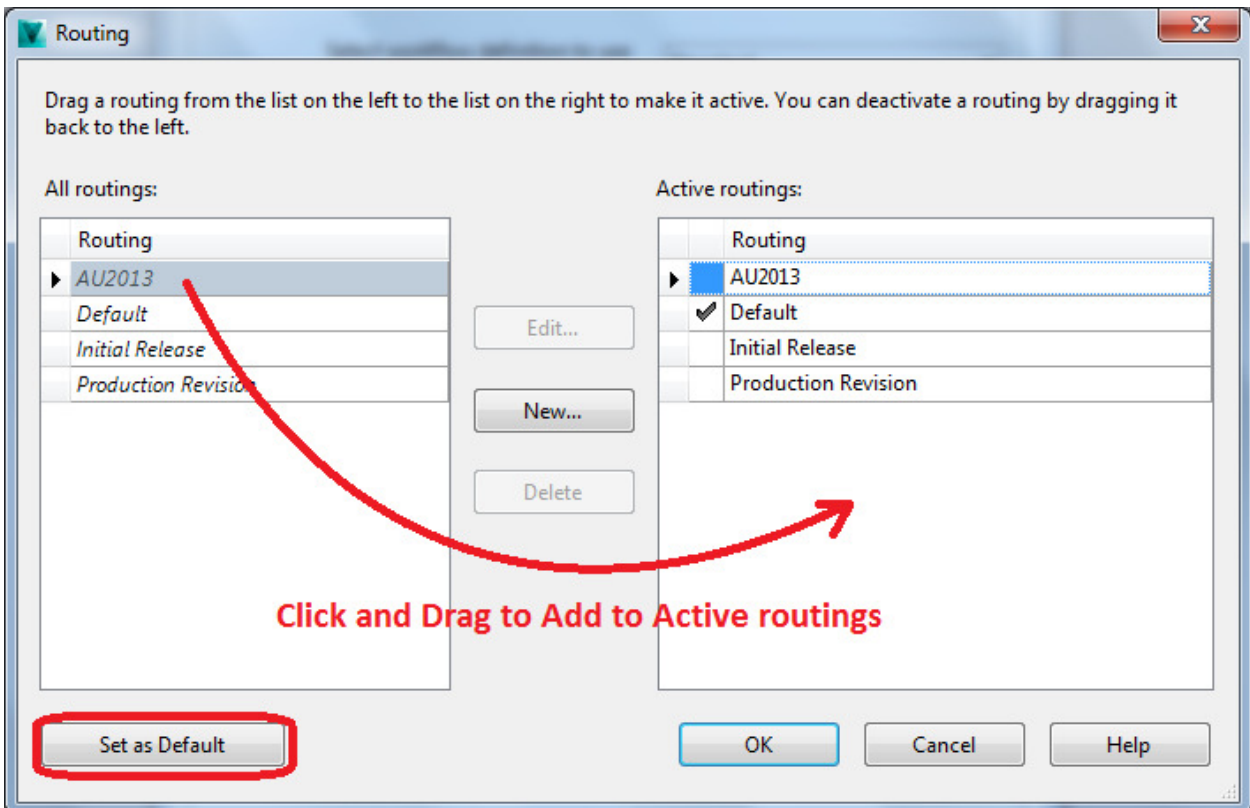 Routing
Drag a routing from the list on the left to the list on the right to make it active. You can deactivate a routing by dragging it
back to the left.
All routings:
Active routings:
Routing
AU2013
Default
Initial Release
Production Revision
Edit...
New...
Delete
Routing
AU2013
Default
Initial Release
Production Revision
Click and Drag to Add to Active routings
Set as Default
OK
Cancel
Help